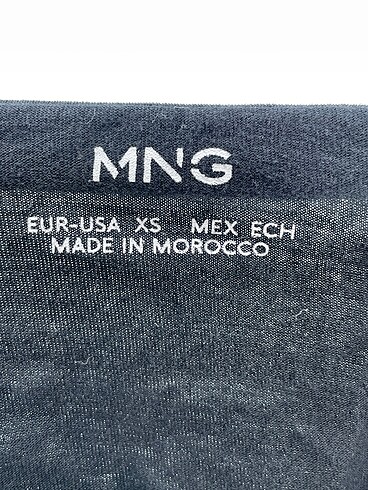 MNG
EUR-USA XS MEX ECH
MADE IN MOROCCO